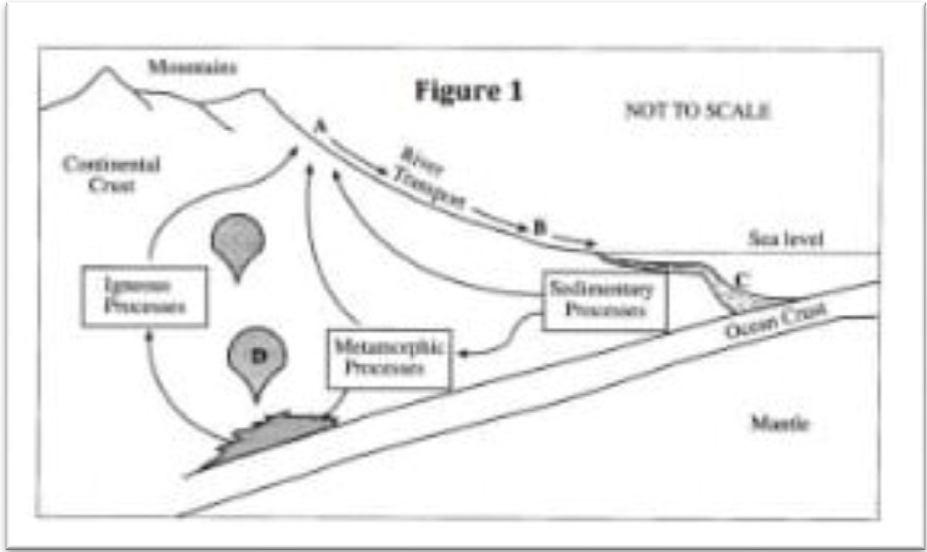 Mountains
Figure 1
NOT TO SCALE
A
River
Transport
Continental
Crust
B
Sea level
C
Igneous
Processes
Sedimentary
Processes
Ocean Crust
D
Metamorphic
Processes
Mantle